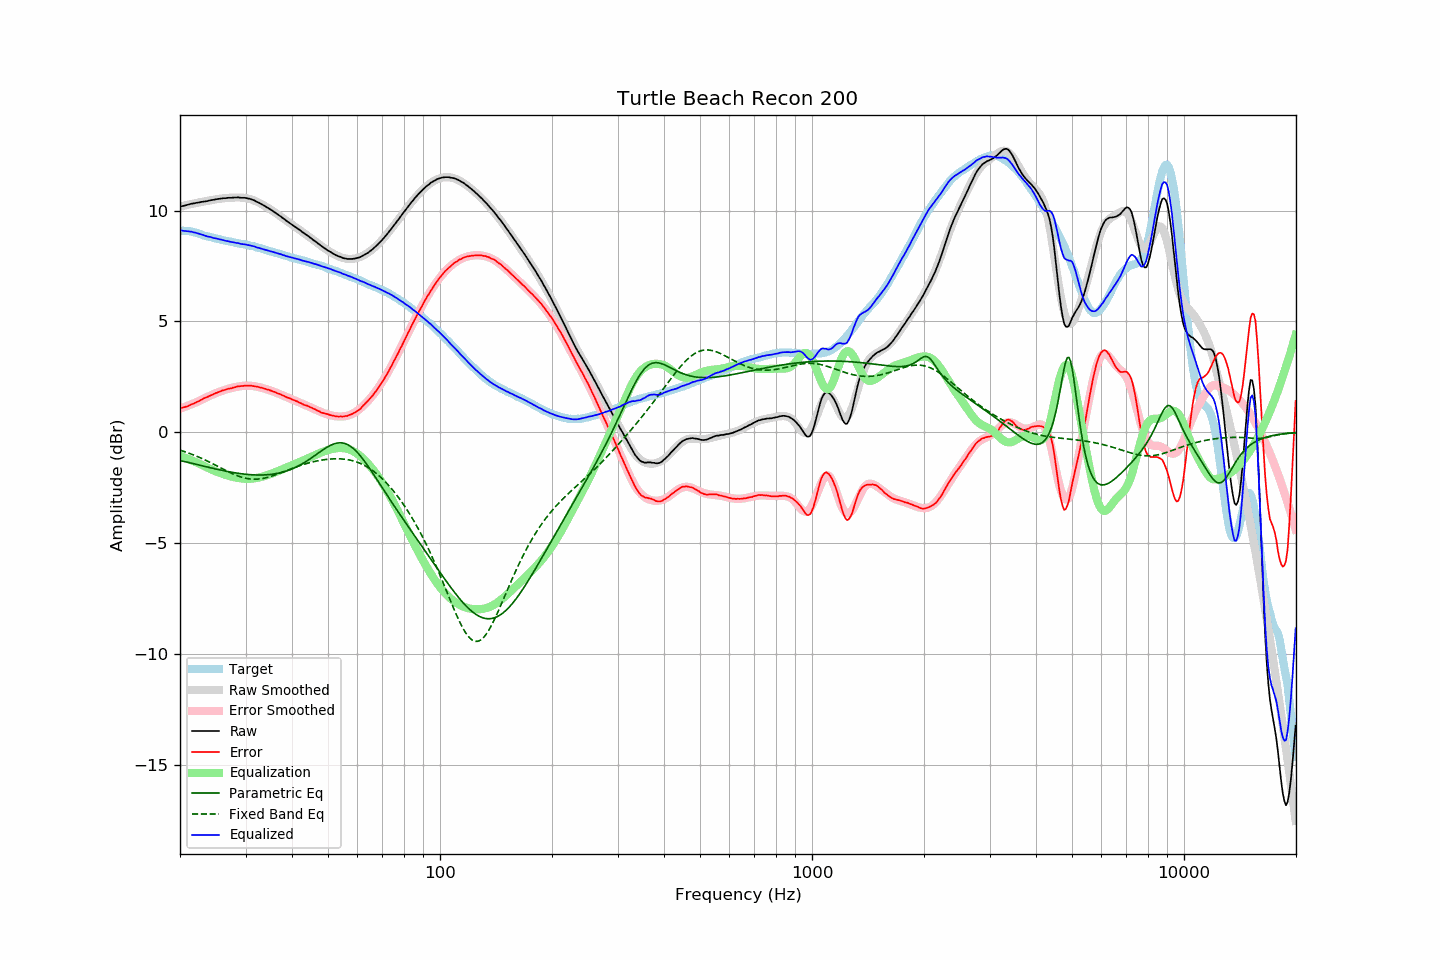 Turtle Beach Recon 200
10
5
0
−5
−10
−15
Amplitude (dBr)
Target
Raw Smoothed
Error Smoothed
Raw
Error
Equalization
Parametric Eq
Fixed Band Eq
Equalized
100
1000
10000
Frequency (Hz)